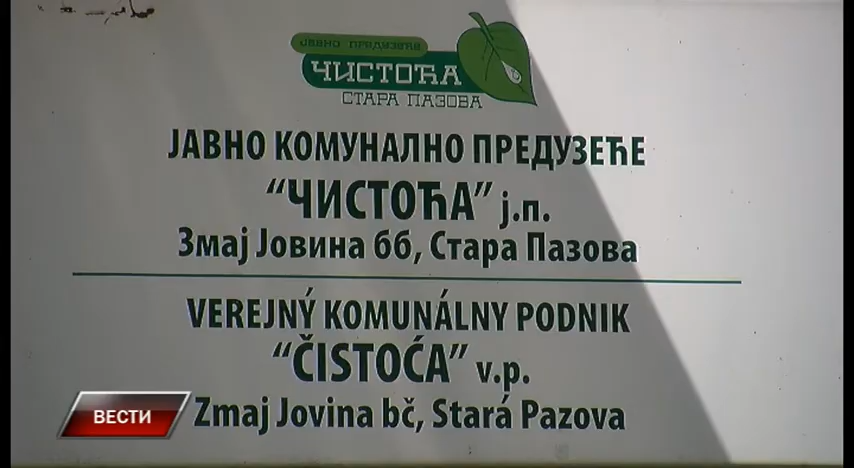 ЈАВНО ПРЕДУЗЕЋЕ
ЧИСТОЋА
СТАРА ПАЗОВА
ЈАВНО КОМУНАЛНО ПРЕДУЗЕЋЕ
“ЧИСТОЋА” ј.п.
Змај Јовина бб, Стара Пазова
VEREJNÝ KOMUNÁLNY PODNIK
“ČISTOĆA” v.p.
Zmaj Jovina bč, Stará Pazova
ВЕСТИ